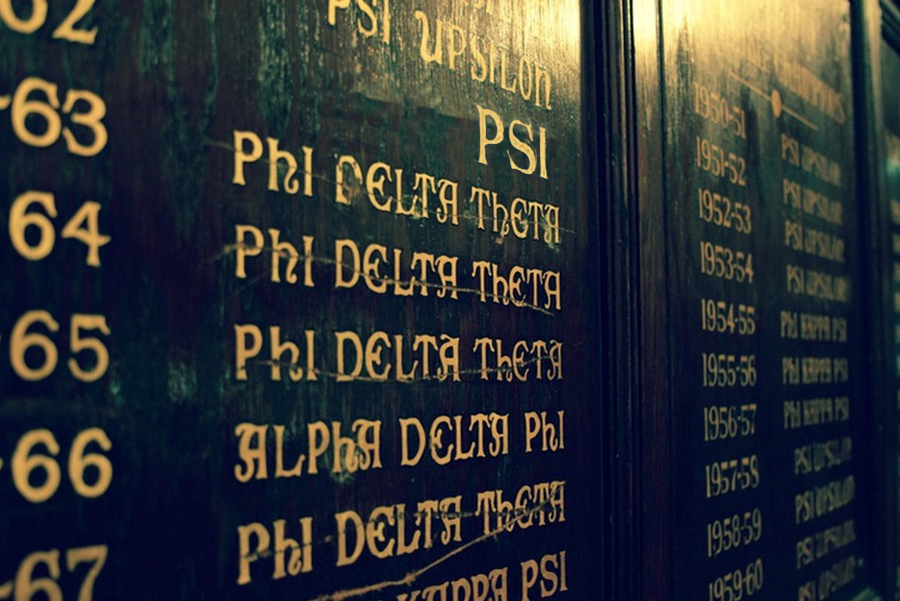 62 PSI UPSILON
PSI
63 PhI DELTA ThETA
64 PhI DELTA ThETA
65 PhI DELTA ThETA
66 ALPhA DELTA PhI
67 PhI DELTA ThETA
KAPPA PSI
1950-51 PSI UPSILON
1951-52 PSI UPSILON
1952-53 PSI UPSILON
1953-54 PSI UPSILON
1954-55 PhI KAPPA PSI
1955-56 PhI KAPPA PSI
1956-57 PhI KAPPA PSI
1957-58 PSI UPSILON
1958-59 PSI UPSILON
1959-60 PSI UPSILON